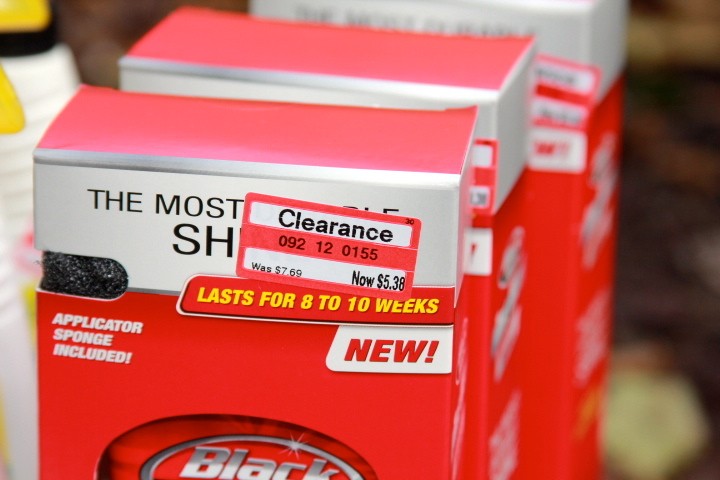 THE MOST
SH
Clearance
30
092 12 0155
Was $7.69
Now $5.38
LASTS FOR 8 TO 10 WEEKS
APPLICATOR
SPONGE
INCLUDED!
NEW!
Black